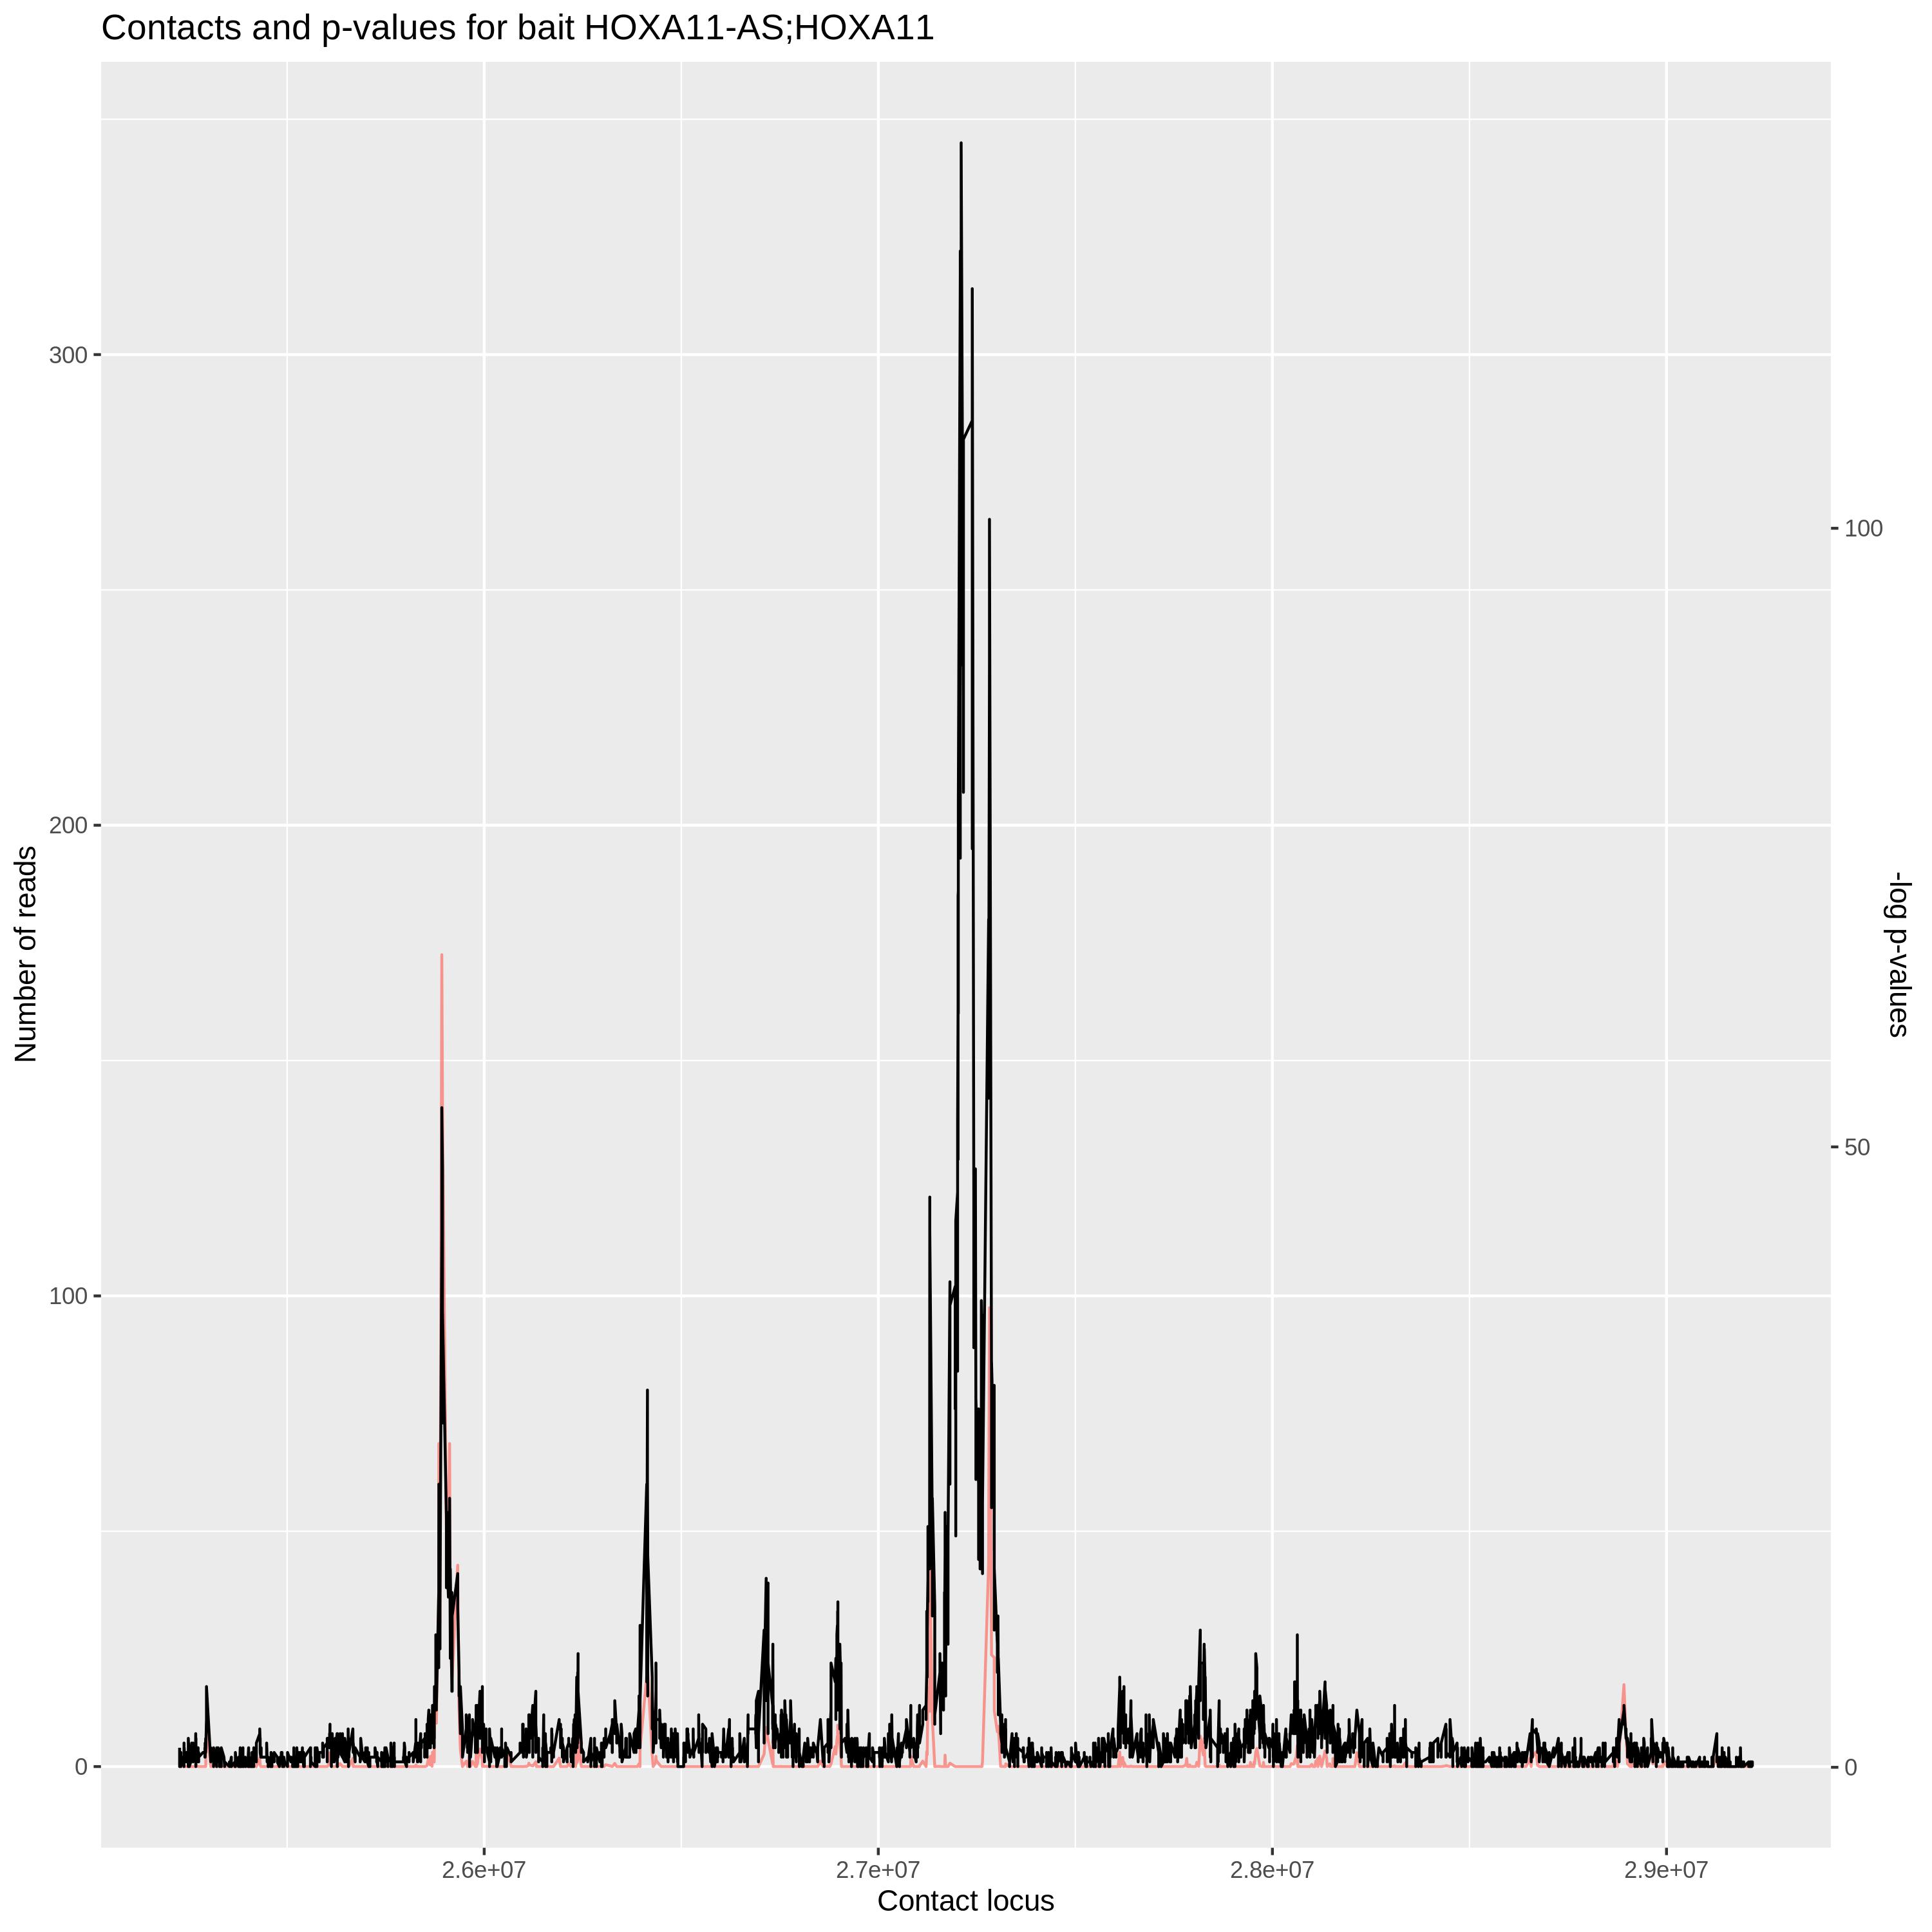 Contacts and p-values for bait HOXA11-AS;HOXA11
300
200
100
0
Number of reads
100
50
0
-log p-values
2.6e+07
2.7e+07
2.8e+07
2.9e+07
Contact locus